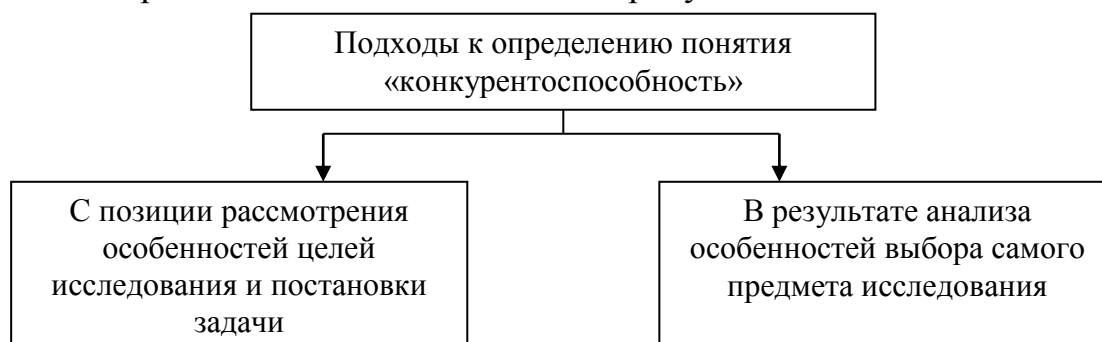 Подходы к определению понятия
«конкурентоспособность»
С позиции рассмотрения
особенностей целей
исследования и постановки
задачи
В результате анализа
особенностей выбора самого
предмета исследования